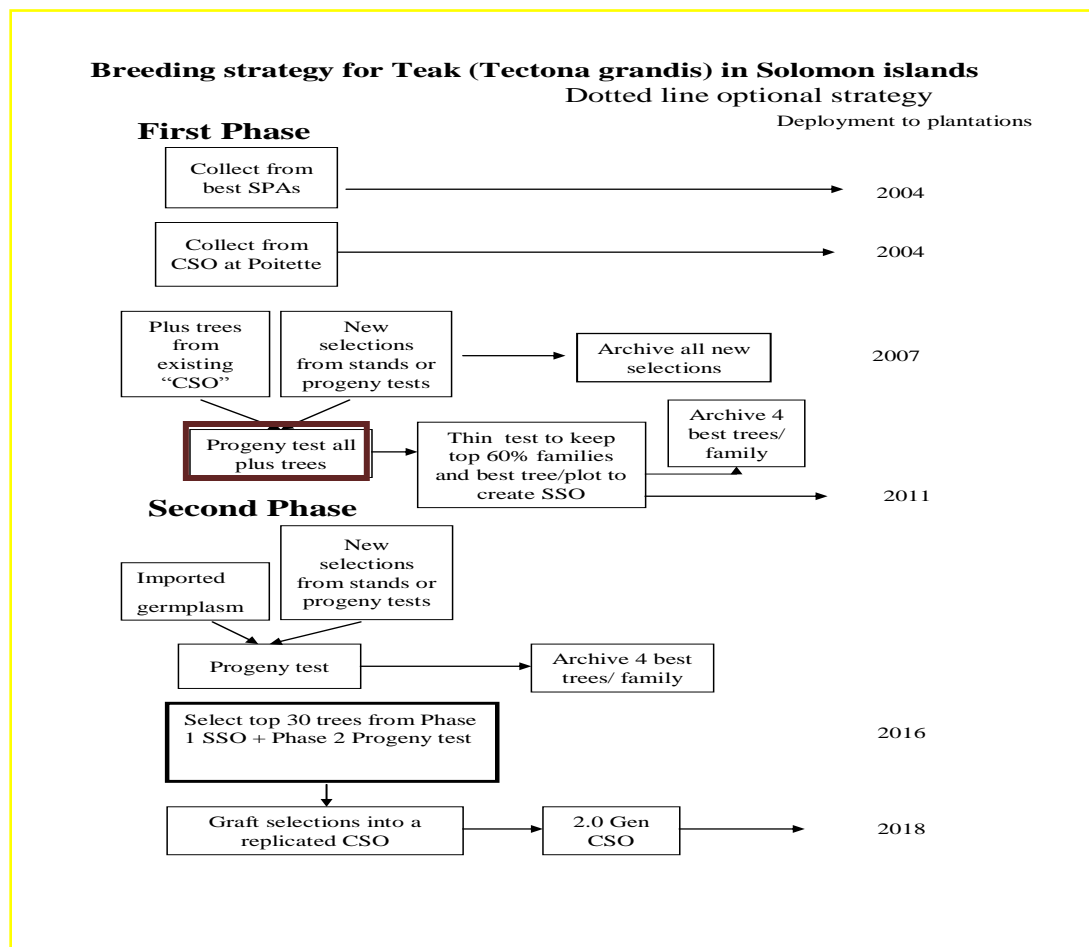 Breeding strategy for Teak (Tectona grandis) in Solomon islands
Dotted line optional strategy
Deployment to plantations
First Phase
Collect from
best SPAs
2004
Collect from
CSO at Poitette
2004
Plus trees
from
existing
“CSO”
New
selections
from stands or
progeny tests
Archive all new
selections
2007
Progeny test all
plus trees
Thin test to keep
top 60% families
and best tree/plot to
create SSO
Archive 4
best trees/
family
2011
Second Phase
Imported
germplasm
New
selections
from stands or
progeny tests
Progeny test
Archive 4 best
trees/ family
Select top 30 trees from Phase
1 SSO + Phase 2 Progeny test
2016
Graft selections into a
replicated CSO
2.0 Gen
CSO
2018